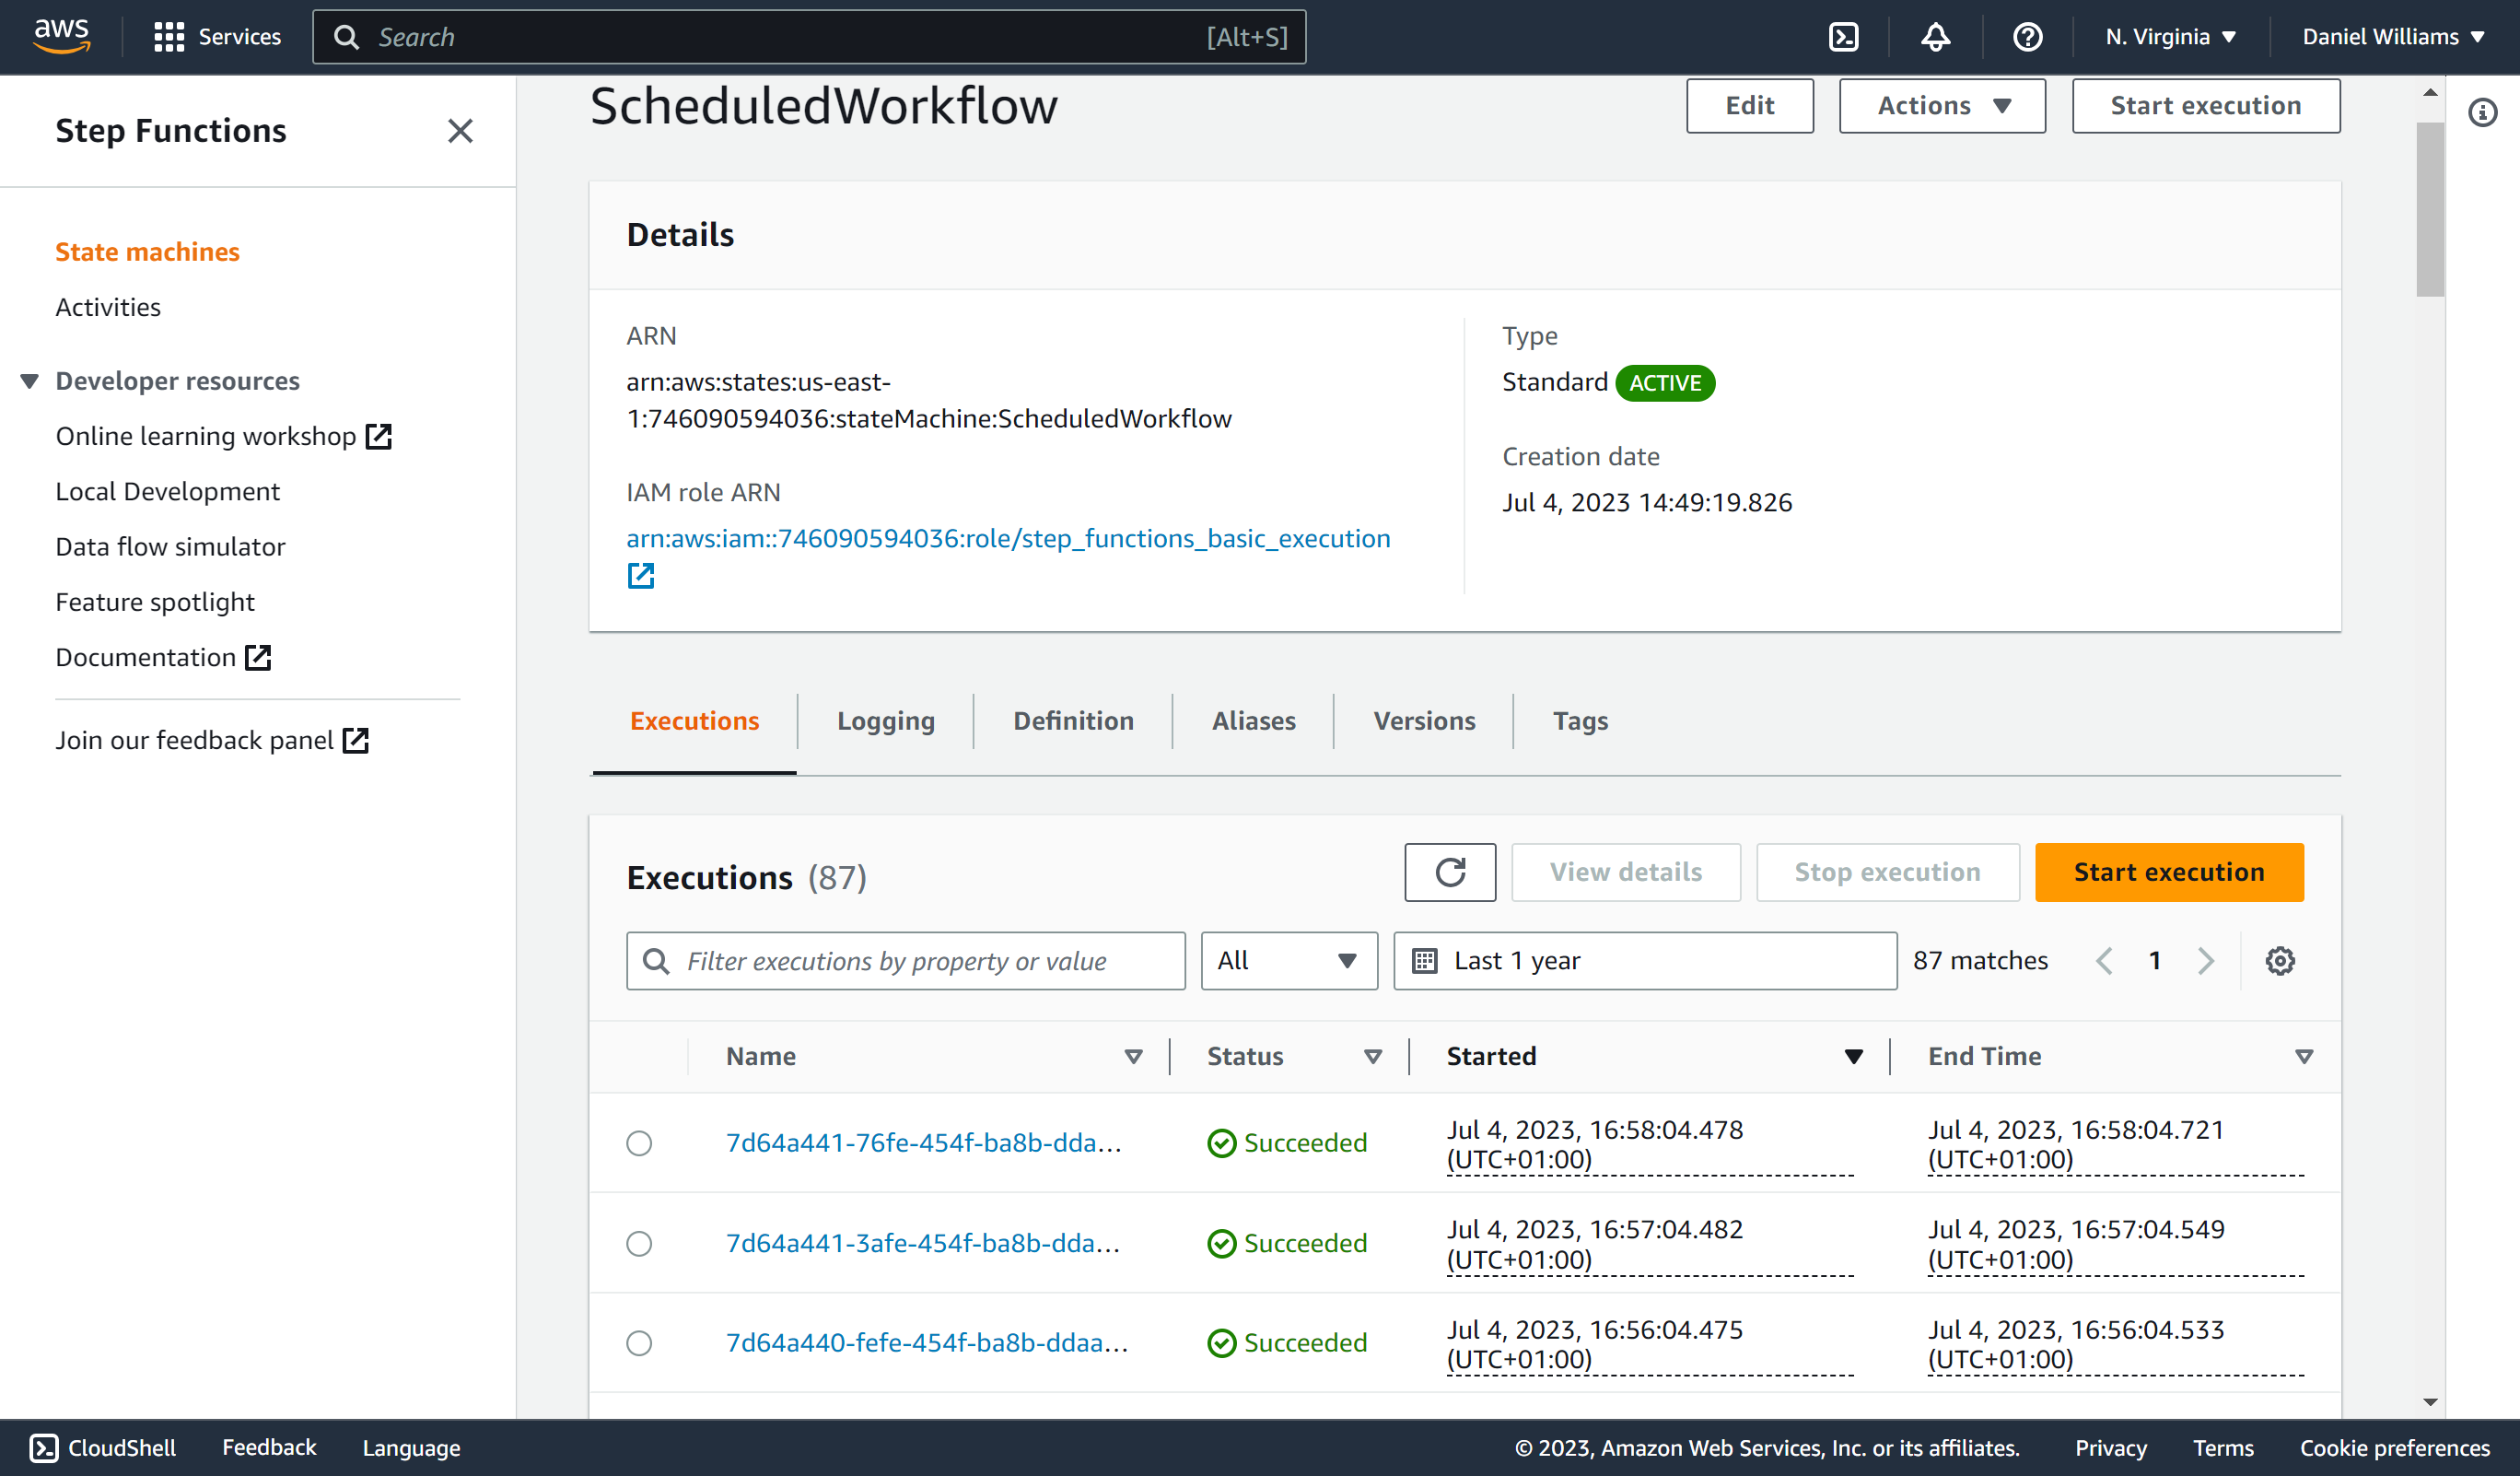 aws Services Search [Alt+S] N. Virginia Daniel Williams
Step Functions
State machines
Activities
Developer resources
Online learning workshop
Local Development
Data flow simulator
Feature spotlight
Documentation
Join our feedback panel
ScheduledWorkflow Edit Actions Start execution
Details
ARN
arn:aws:states:us-east-
1:746090594036:stateMachine:ScheduledWorkflow
IAM role ARN
arn:aws:iam::746090594036:role/step_functions_basic_execution
Type
Standard ACTIVE
Creation date
Jul 4, 2023 14:49:19.826
Executions Logging Definition Aliases Versions Tags
Executions (87) View details Stop execution Start execution
Filter executions by property or value All Last 1 year 87 matches 1
Name Status Started End Time
7d64a441-76fe-454f-ba8b-dda... Succeeded Jul 4, 2023, 16:58:04.478 Jul 4, 2023, 16:58:04.721
(UTC+01:00) (UTC+01:00)
7d64a441-3afe-454f-ba8b-dda... Succeeded Jul 4, 2023, 16:57:04.482 Jul 4, 2023, 16:57:04.549
(UTC+01:00) (UTC+01:00)
7d64a440-fefe-454f-ba8b-ddaa... Succeeded Jul 4, 2023, 16:56:04.475 Jul 4, 2023, 16:56:04.533
(UTC+01:00) (UTC+01:00)
CloudShell Feedback Language © 2023, Amazon Web Services, Inc. or its affiliates. Privacy Terms Cookie preferences